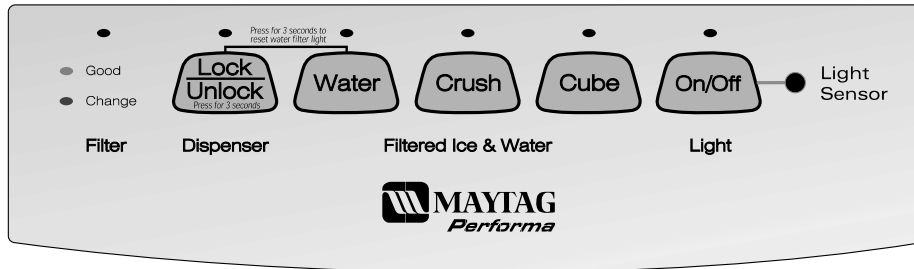 Press for 3 seconds to
reset water filter light
Good
Change
Lock
Unlock
Press for 3 seconds
Water
Crush
Cube
On/Off
Light
Sensor
Filter
Dispenser
Filtered Ice & Water
Light
MAYTAG
Performa